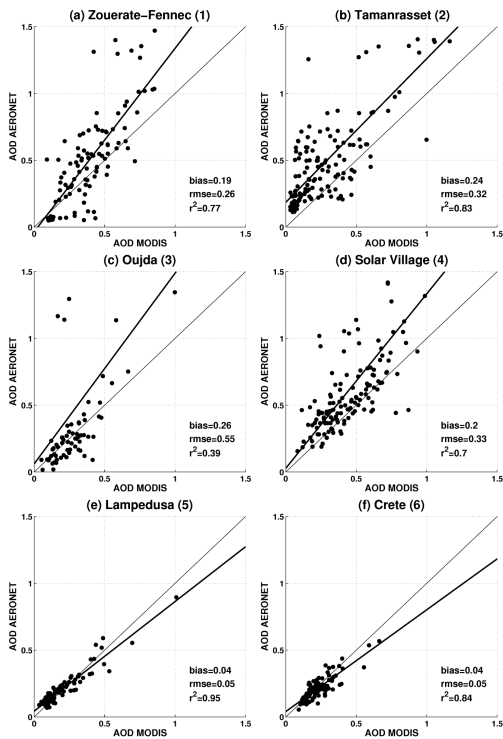 (a) Zouerate−Fennec (1)
1.5
1
0.5
0
AOD AERONET
bias=0.19
rmse=0.26
r²=0.77
0 0.5 1 1.5
AOD MODIS
(b) Tamanrasset (2)
1.5
1
0.5
0
AOD AERONET
bias=0.24
rmse=0.32
r²=0.83
0 0.5 1 1.5
AOD MODIS
(c) Oujda (3)
1.5
1
0.5
0
AOD AERONET
bias=0.26
rmse=0.55
r²=0.39
0 0.5 1 1.5
AOD MODIS
(d) Solar Village (4)
1.5
1
0.5
0
AOD AERONET
bias=0.2
rmse=0.33
r²=0.7
0 0.5 1 1.5
AOD MODIS
(e) Lampedusa (5)
1.5
1
0.5
0
AOD AERONET
bias=0.04
rmse=0.05
r²=0.95
0 0.5 1 1.5
AOD MODIS
(f) Crete (6)
1.5
1
0.5
0
AOD AERONET
bias=0.04
rmse=0.05
r²=0.84
0 0.5 1 1.5
AOD MODIS